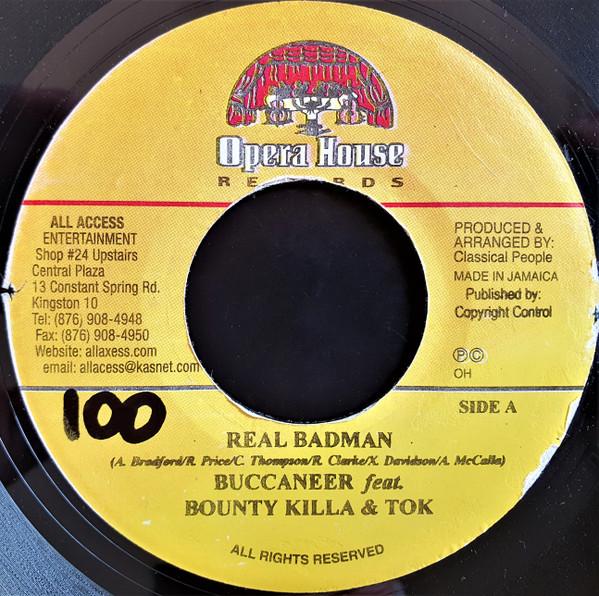 Opera House
RECORDS
ALL ACCESS
ENTERTAINMENT
Shop #24 Upstairs
Central Plaza
13 Constant Spring Rd.
Kingston 10
Tel: (876) 908-4948
Fax: (876) 908-4950
Website: allaxess.com
email: allacess@kasnet.com
PRODUCED &
ARRANGED BY:
Classical People
MADE IN JAMAICA
Published by:
Copyright Control
℗©
OH
100
SIDE A
REAL BADMAN
(A. Bradford/R. Price/C. Thompson/R. Clarke/X. Davidson/A. McCalla)
BUCCANEER feat.
BOUNTY KILLA & TOK
ALL RIGHTS RESERVED